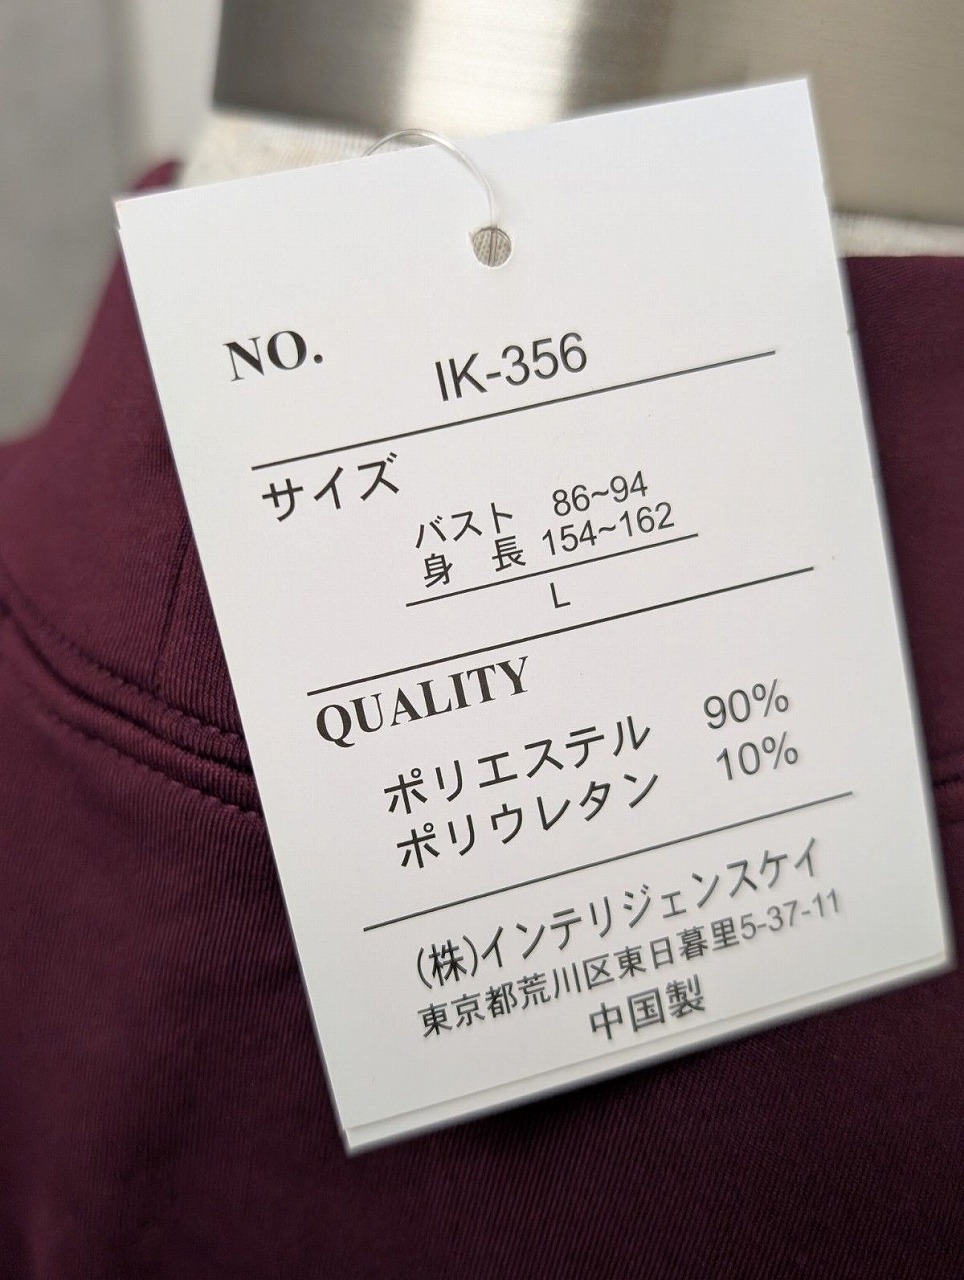 NO.
IK-356
サイズ
バスト 86~94
身 長 154~162
L
QUALITY
ポリエステル 90%
ポリウレタン 10%
(株)インテリジェンスケイ
東京都荒川区東日暮里5-37-11
中国製